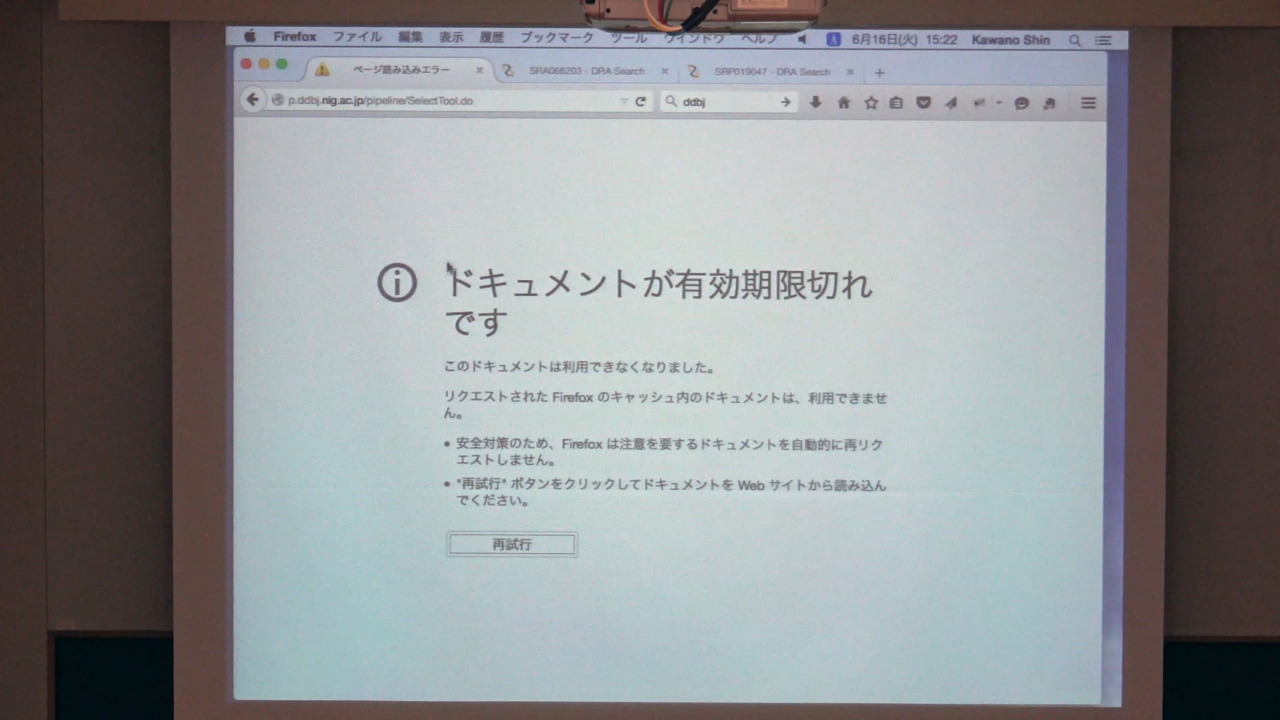 Firefox ファイル 編集 表示 履歴 ブックマーク ツール ウインドウ ヘルプ 6月16日(火) 15:22 Kawano Shin
ページ読み込みエラー × SRA066203 - DRA Search × SRP019047 - DRA Search × +
p.ddbj.nig.ac.jp/pipeline/SelectTool.do ddbj
ドキュメントが有効期限切れ
です
このドキュメントは利用できなくなりました。
リクエストされた Firefox のキャッシュ内のドキュメントは、利用できませ
ん。
• 安全対策のため、Firefox は注意を要するドキュメントを自動的に再リク
エストしません。
• "再試行" ボタンをクリックしてドキュメントを Web サイトから読み込ん
でください。
再試行